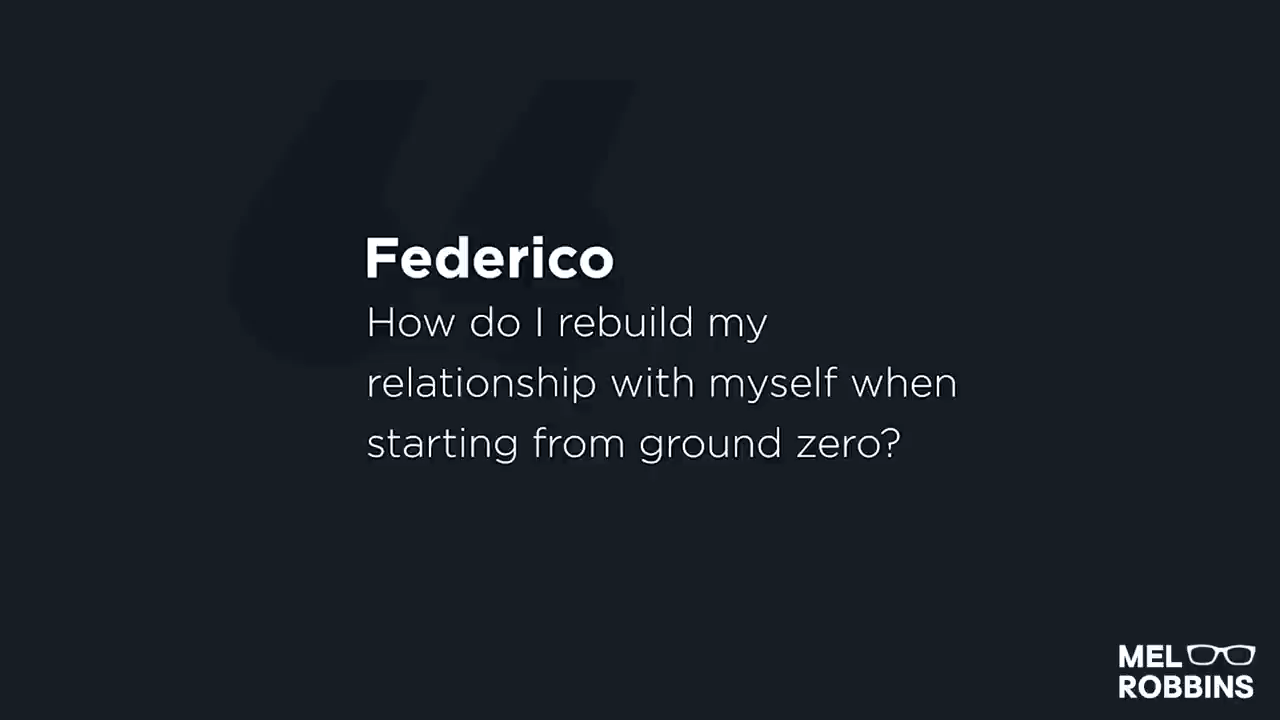 Federico
How do I rebuild my
relationship with myself when
starting from ground zero?
MEL
ROBBINS